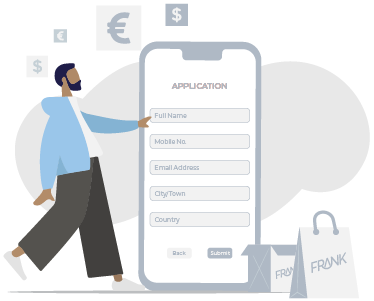 €
$
€
$
APPLICATION
Full Name
Mobile No.
Email Address
City/Town
Country
Back Submit
FRANK
FRANK